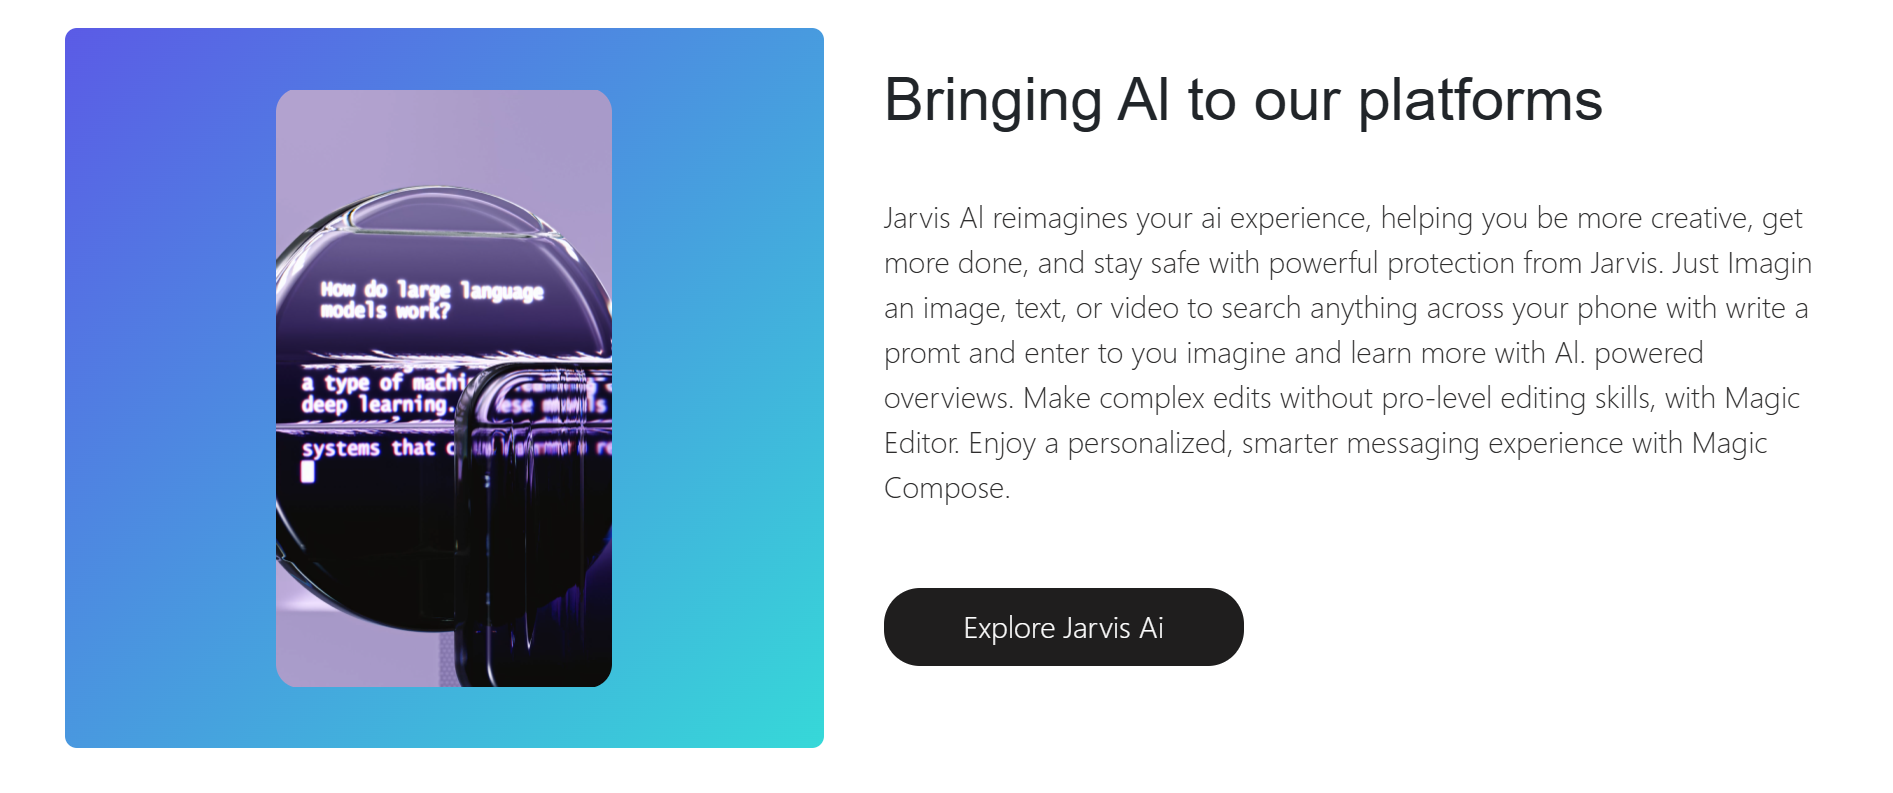 Bringing AI to our platforms
Jarvis AI reimagines your ai experience, helping you be more creative, get
more done, and stay safe with powerful protection from Jarvis. Just Imagin
an image, text, or video to search anything across your phone with write a
promt and enter to you imagine and learn more with AI. powered
overviews. Make complex edits without pro-level editing skills, with Magic
Editor. Enjoy a personalized, smarter messaging experience with Magic
Compose.
Explore Jarvis Ai
How do large language
models work?
a type of machi
deep learning.
systems that c